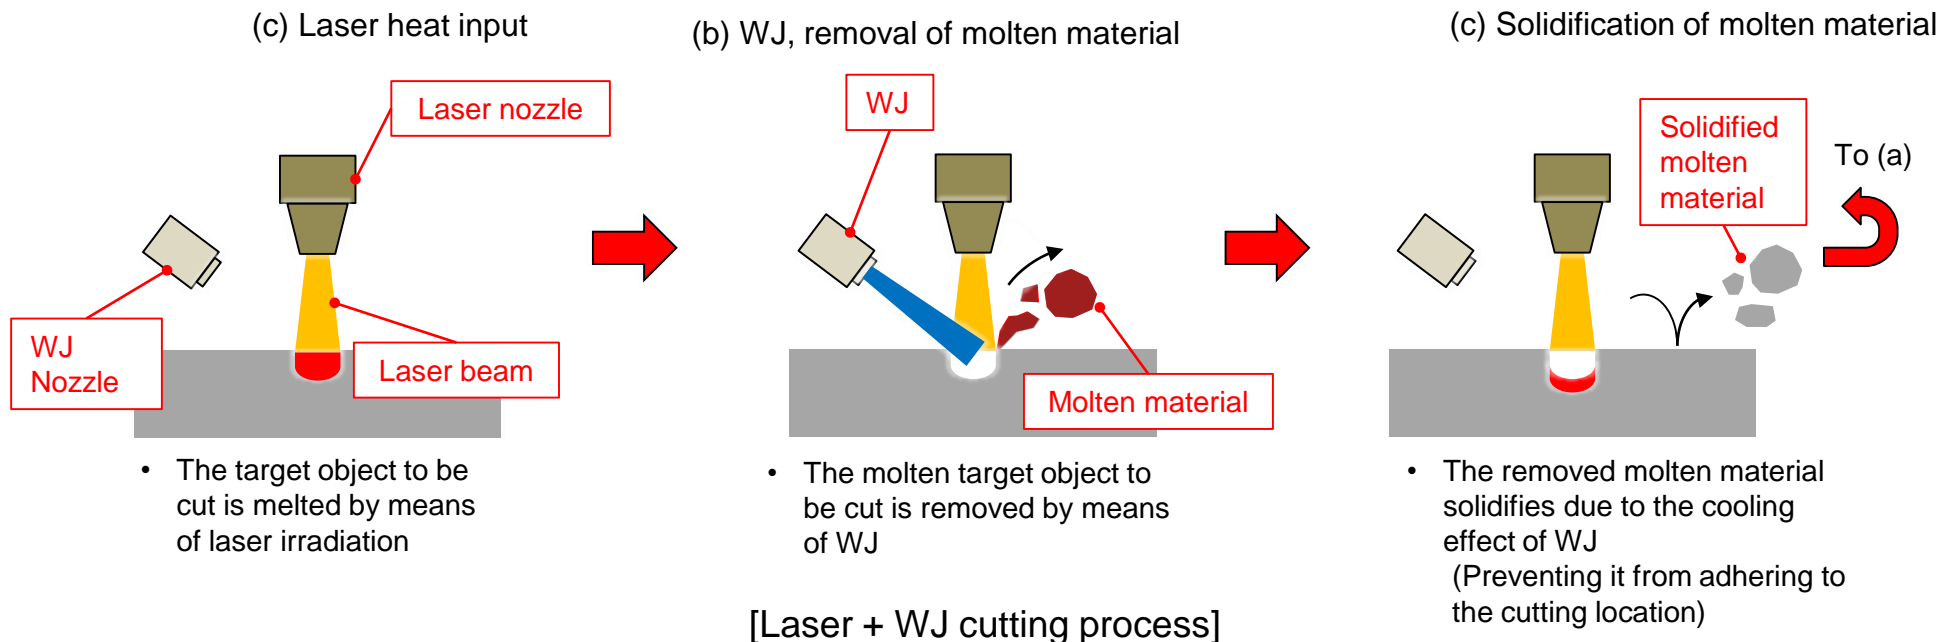 (c) Laser heat input
Laser nozzle
WJ
Nozzle
Laser beam
• The target object to be
cut is melted by means
of laser irradiation
(b) WJ, removal of molten material
WJ
Molten material
• The molten target object to
be cut is removed by means
of WJ
(c) Solidification of molten material
Solidified
molten
material
To (a)
• The removed molten material
solidifies due to the cooling
effect of WJ
(Preventing it from adhering to
the cutting location)
[Laser + WJ cutting process]